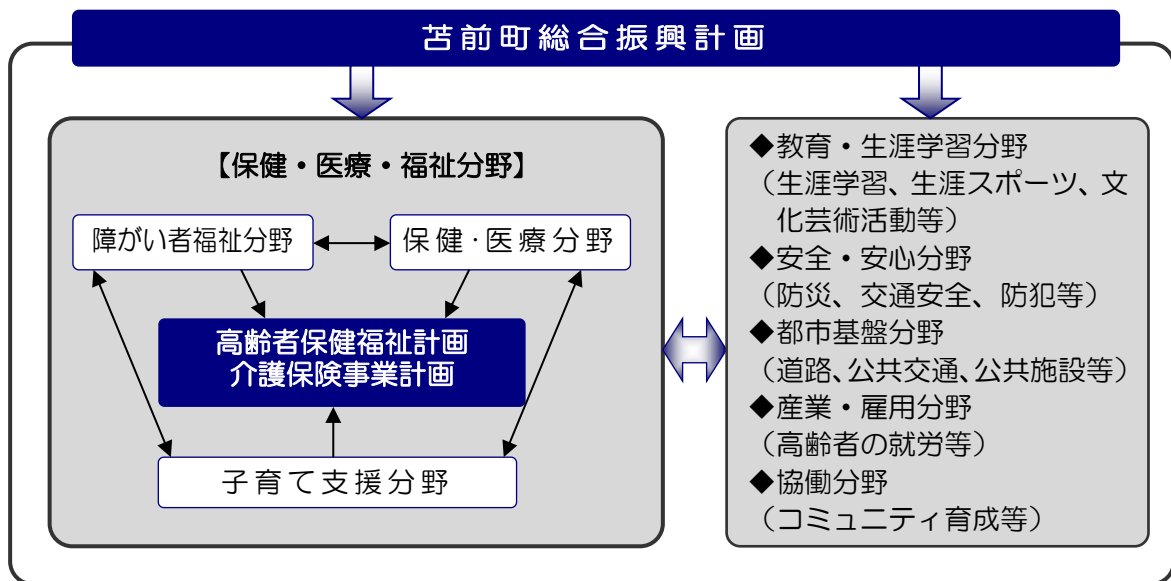 苫前町総合振興計画
【保健・医療・福祉分野】
障がい者福祉分野
保健・医療分野
高齢者保健福祉計画
介護保険事業計画
子育て支援分野
◆教育・生涯学習分野
（生涯学習、生涯スポーツ、文
化芸術活動等）
◆安全・安心分野
（防災、交通安全、防犯等）
◆都市基盤分野
（道路、公共交通、公共施設等）
◆産業・雇用分野
（高齢者の就労等）
◆協働分野
（コミュニティ育成等）